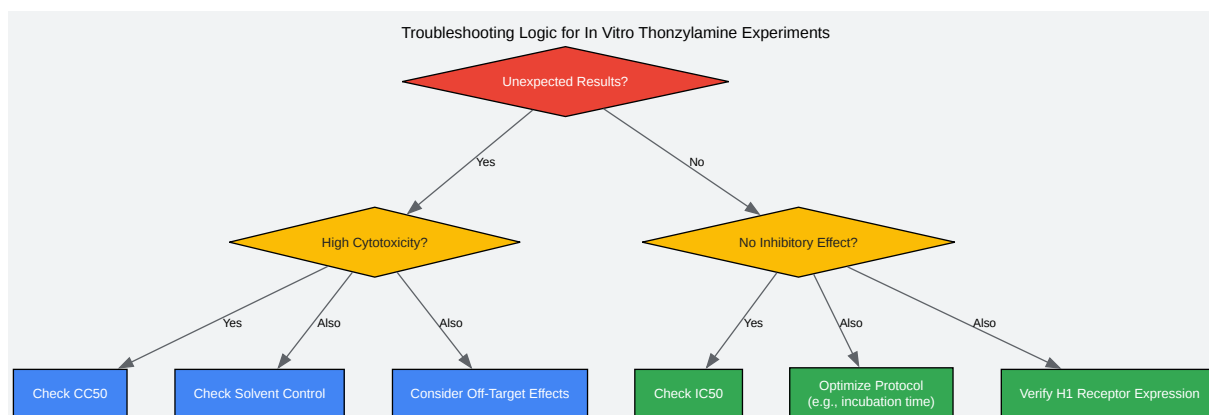 Troubleshooting Logic for In Vitro Thonzylamine Experiments
Unexpected Results?
Yes
No
High Cytotoxicity?
No Inhibitory Effect?
Yes
Also
Also
Yes
Also
Also
Check CC50
Check Solvent Control
Consider Off-Target Effects
Check IC50
Optimize Protocol
(e.g., incubation time)
Verify H1 Receptor Expression